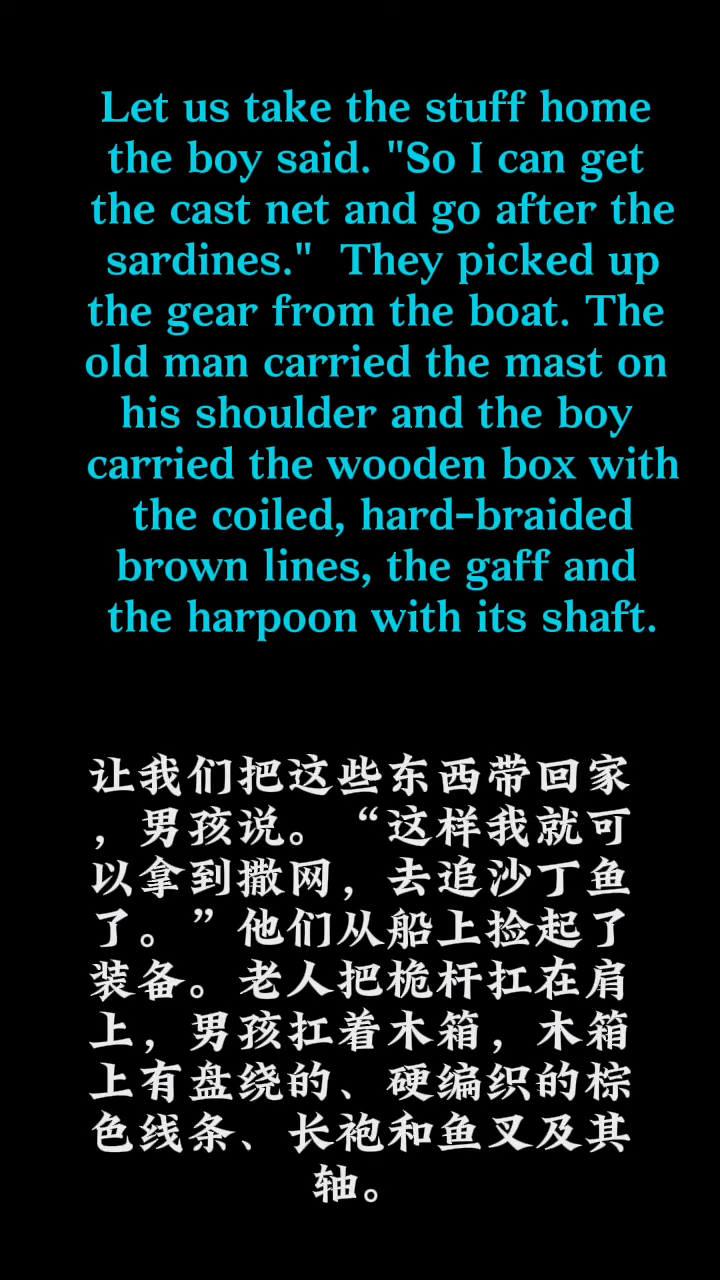 Let us take the stuff home
the boy said. "So I can get
the cast net and go after the
sardines."  They picked up
the gear from the boat. The
old man carried the mast on
his shoulder and the boy
carried the wooden box with
the coiled, hard-braided
brown lines, the gaff and
the harpoon with its shaft.
让我们把这些东西带回家
，男孩说。“这样我就可
以拿到撒网，去追沙丁鱼
了。”他们从船上捡起了
装备。老人把桅杆扛在肩
上，男孩扛着木箱，木箱
上有盘绕的、硬编织的棕
色线条、长袍和鱼叉及其
轴。